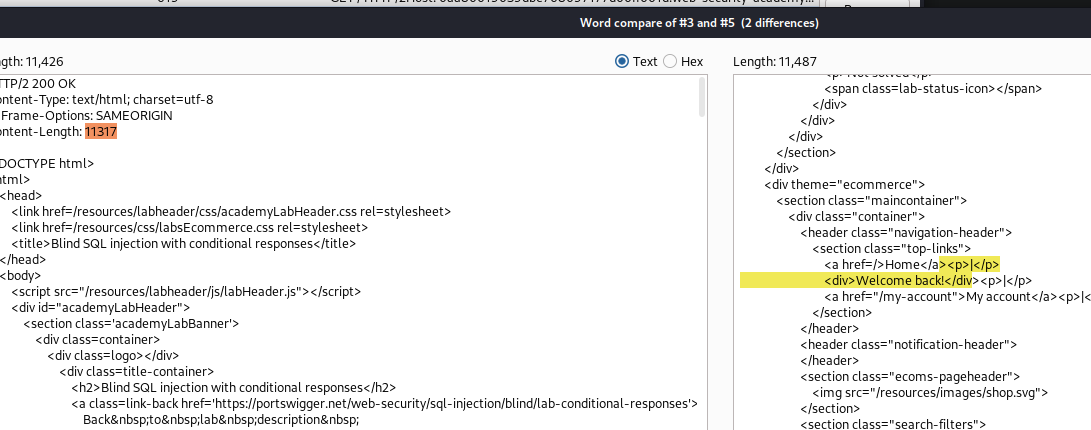 Word compare of #3 and #5 (2 differences)
Length: 11,426
Text
Hex
Length: 11,487
HTTP/2 200 OK
Content-Type: text/html; charset=utf-8
Frame-Options: SAMEORIGIN
Content-Length: 11317
DOCTYPE html>
html>
<head>
<link href=/resources/labheader/css/academyLabHeader.css rel=stylesheet>
<link href=/resources/css/labsEcommerce.css rel=stylesheet>
<title>Blind SQL injection with conditional responses</title>
</head>
<body>
<script src="/resources/labheader/js/labHeader.js"></script>
<div id="academyLabHeader">
<section class='academyLabBanner'>
<div class=container>
<div class=logo></div>
<div class=title-container>
<h2>Blind SQL injection with conditional responses</h2>
<a class=link-back href='https://portswigger.net/web-security/sql-injection/blind/lab-conditional-responses'>
Back&nbsp;to&nbsp;lab&nbsp;description&nbsp;
<p>Not solved</p>
<span class=lab-status-icon></span>
</div>
</div>
</div>
</section>
</div>
<div theme="ecommerce">
<section class="maincontainer">
<div class="container">
<header class="navigation-header">
<section class="top-links">
<a href=/>Home</a><p>|</p>
<div>Welcome back!</div><p>|</p>
<a href="/my-account">My account</a><p>|<
</section>
</header>
<header class="notification-header">
</header>
<section class="ecoms-pageheader">
<img src="/resources/images/shop.svg">
</section>
<section class="search-filters">